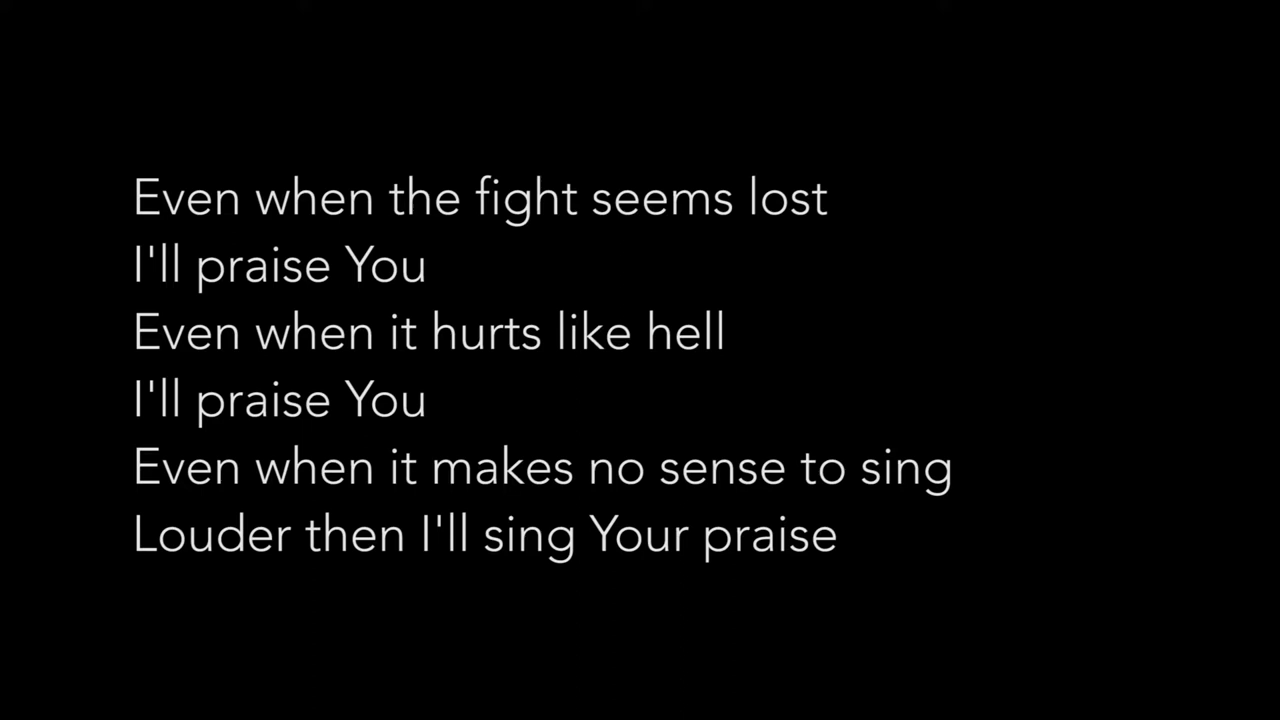 Even when the fight seems lost
I'll praise You
Even when it hurts like hell
I'll praise You
Even when it makes no sense to sing
Louder then I'll sing Your praise